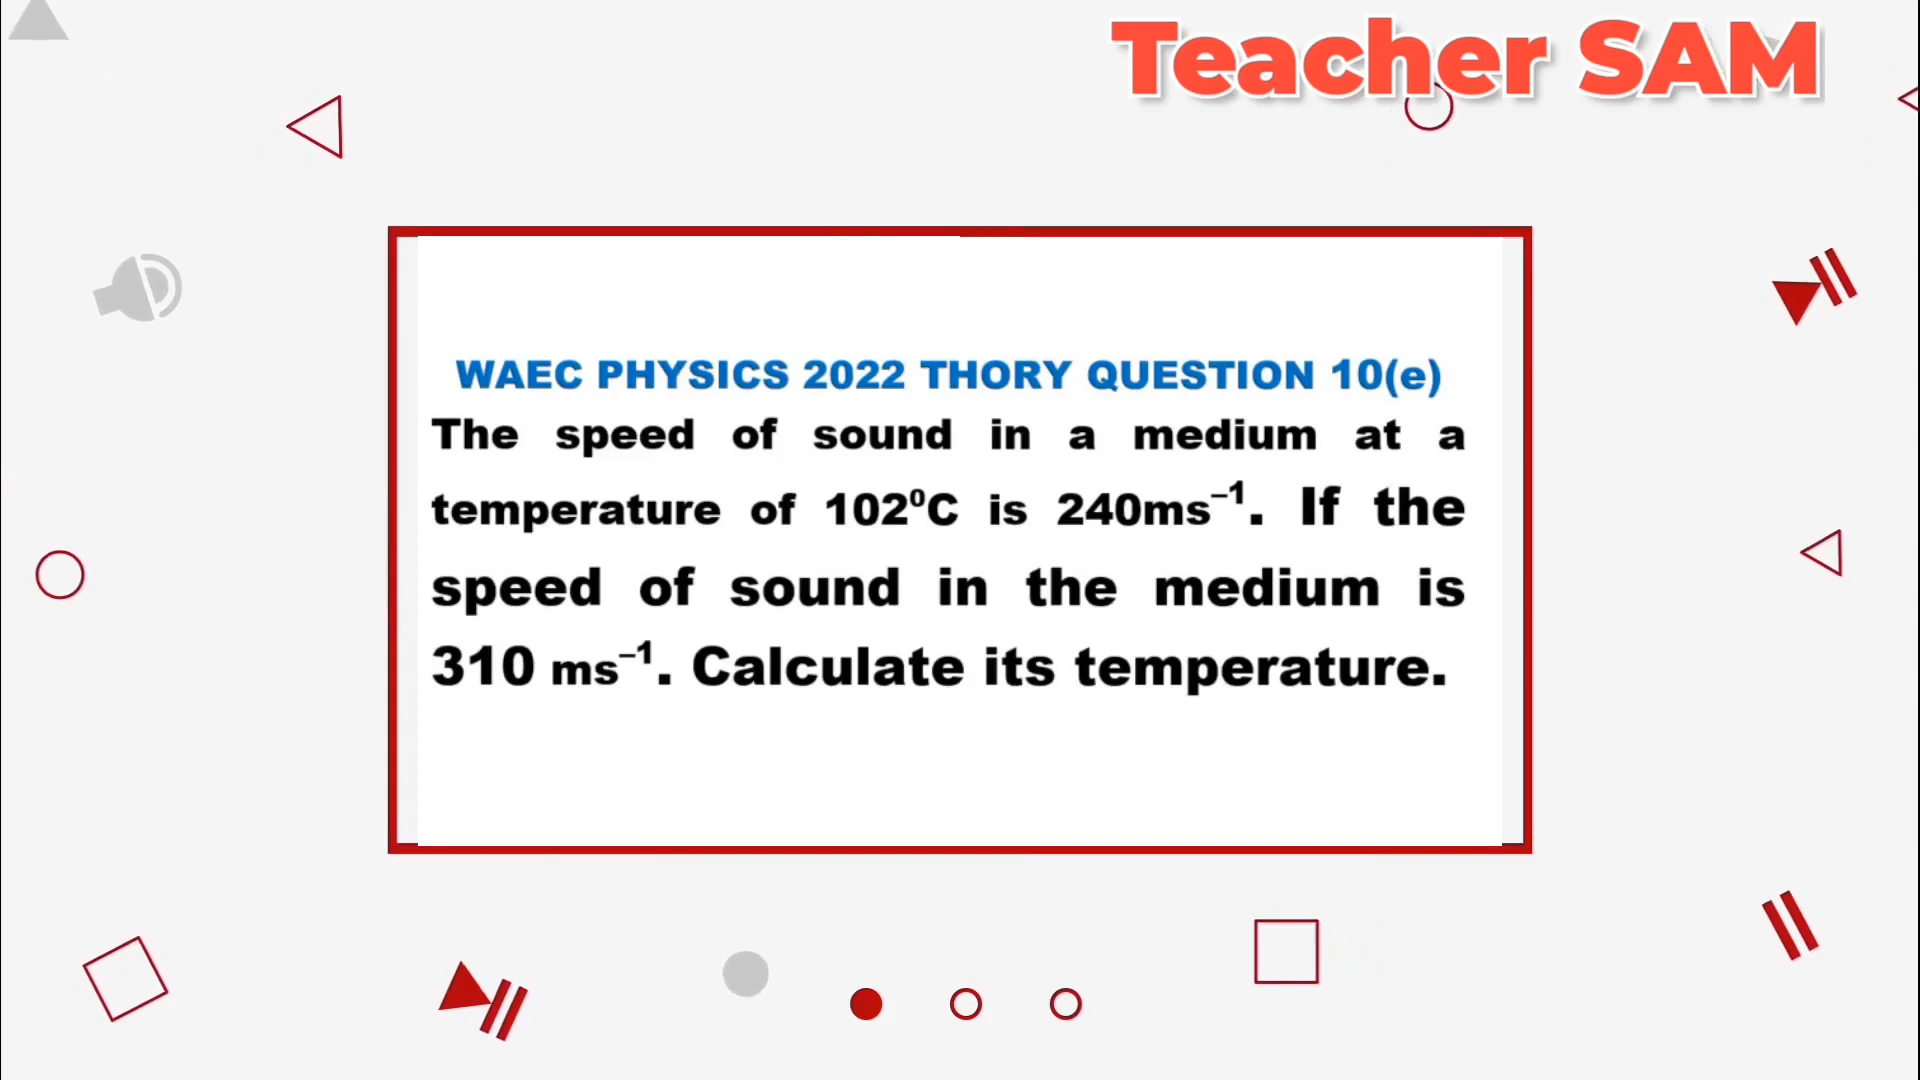 Teacher SAM
WAEC PHYSICS 2022 THORY QUESTION 10(e)
The speed of sound in a medium at a
temperature of 102⁰C is 240ms⁻¹. If the
speed of sound in the medium is
310 ms⁻¹. Calculate its temperature.